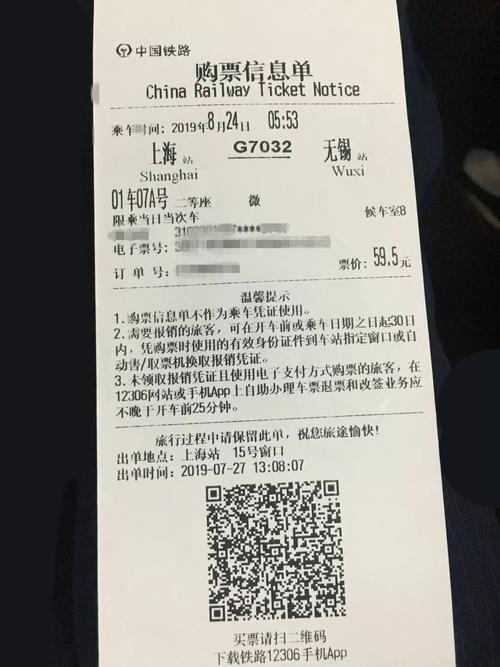 中国铁路
购票信息单
China Railway Ticket Notice
乘车时间：2019年8月24日 05:53
上海站 G7032 无锡站
Shanghai Wuxi
01车07A号 二等座 微
限乘当日当次车 候车室8
电子票号：
订单号： 票价：59.5元
温馨提示
1. 购票信息单不作为乘车凭证使用。
2. 需要报销的旅客，可在开车前或乘车日期之日起30日
内，凭购票时使用的有效身份证件到车站指定窗口或自
动售/取票机换取报销凭证。
3. 未领取报销凭证且使用电子支付方式购票的旅客，在
12306网站或手机App上自助办理车票退票和改签业务应
不晚于开车前25分钟。
旅行过程中请保留此单，祝您旅途愉快！
出单地点：上海站 15号窗口
出单时间：2019-07-27 13:08:07
买票请扫二维码
下载铁路12306手机App